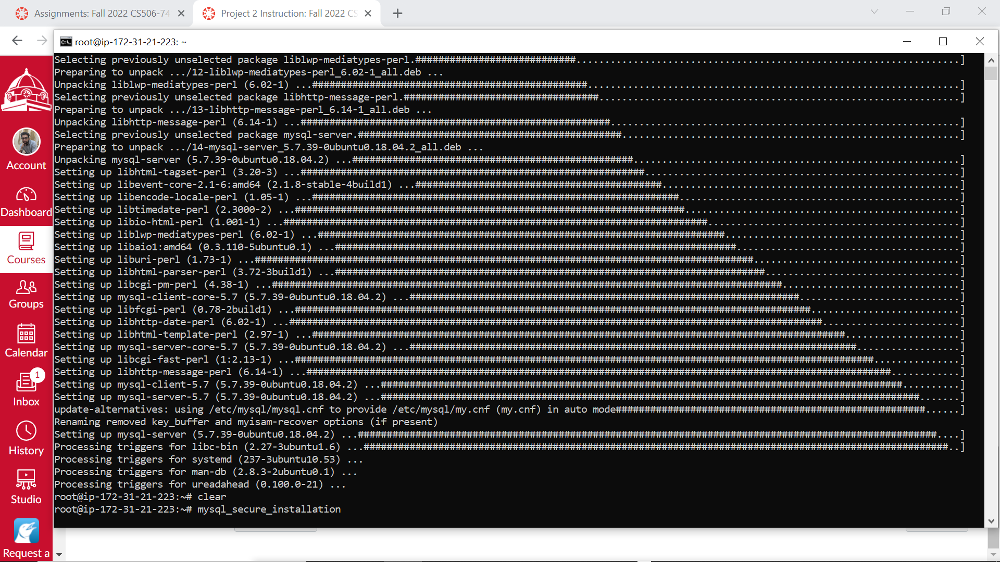 Assignments: Fall 2022 CS506-74
Project 2 Instruction: Fall 2022 CS
root@ip-172-31-21-223: ~
Selecting previously unselected package liblwp-mediatypes-perl.############################...................................................................]
Preparing to unpack .../12-liblwp-mediatypes-perl_6.02-1_all.deb ...
Unpacking liblwp-mediatypes-perl (6.02-1) ...################################################.................................................................]
Selecting previously unselected package libhttp-message-perl.##################################...............................................................]
Preparing to unpack .../13-libhttp-message-perl_6.14-1_all.deb ...
Unpacking libhttp-message-perl (6.14-1) ...######################################################.............................................................]
Selecting previously unselected package mysql-server.##############################################...........................................................]
Preparing to unpack .../14-mysql-server_5.7.39-0ubuntu0.18.04.2_all.deb ...
Unpacking mysql-server (5.7.39-0ubuntu0.18.04.2) ...#################################################.........................................................]
Setting up libhtml-tagset-perl (3.20-3) ...############################################################.......................................................]
Setting up libevent-core-2.1-6:amd64 (2.1.8-stable-4build1) ...###########################################....................................................]
Setting up libencode-locale-perl (1.05-1) ...################################################################.................................................]
Setting up libtimedate-perl (2.3000-2) ...####################################################################................................................]
Setting up libio-html-perl (1.001-1) ...##########################################################################............................................]
Setting up liblwp-mediatypes-perl (6.02-1) ...#######################################################################.........................................]
Setting up libaio1:amd64 (0.3.110-5ubuntu0.1) ...######################################################################.......................................]
Setting up liburi-perl (1.73-1) ...#######################################################################################....................................]
Setting up libhtml-parser-perl (3.72-3build1) ...###########################################################################..................................]
Setting up libcgi-pm-perl (4.38-1) ...#########################################################################################...............................]
Setting up mysql-client-core-5.7 (5.7.39-0ubuntu0.18.04.2) ...####################################################################............................]
Setting up libfcgi-perl (0.78-2build1) ...##########################################################################################..........................]
Setting up libhttp-date-perl (6.02-1) ...#############################################################################################........................]
Setting up libhtml-template-perl (2.97-1) ...#############################################################################################....................]
Setting up mysql-server-core-5.7 (5.7.39-0ubuntu0.18.04.2) ...##############################################################################..................]
Setting up libcgi-fast-perl (1:2.13-1) ...#####################################################################################################...............]
Setting up libhttp-message-perl (6.14-1) ...######################################################################################################............]
Setting up mysql-client-5.7 (5.7.39-0ubuntu0.18.04.2) ...###########################################################################################..........]
Setting up mysql-server-5.7 (5.7.39-0ubuntu0.18.04.2) ...##############################################################################################.......]
update-alternatives: using /etc/mysql/mysql.cnf to provide /etc/mysql/my.cnf (my.cnf) in auto mode######################################################......]
Renaming removed key_buffer and myisam-recover options (if present)
Setting up mysql-server (5.7.39-0ubuntu0.18.04.2) ...#####################################################################################################....]
Processing triggers for libc-bin (2.27-3ubuntu1.6) ...######################################################################################################..]
Processing triggers for systemd (237-3ubuntu10.53) ...
Processing triggers for man-db (2.8.3-2ubuntu0.1) ...
Processing triggers for ureadahead (0.100.0-21) ...
root@ip-172-31-21-223:~# clear
root@ip-172-31-21-223:~# mysql_secure_installation
Account
Dashboard
Courses
Groups
Calendar
1
Inbox
History
Studio
Request a